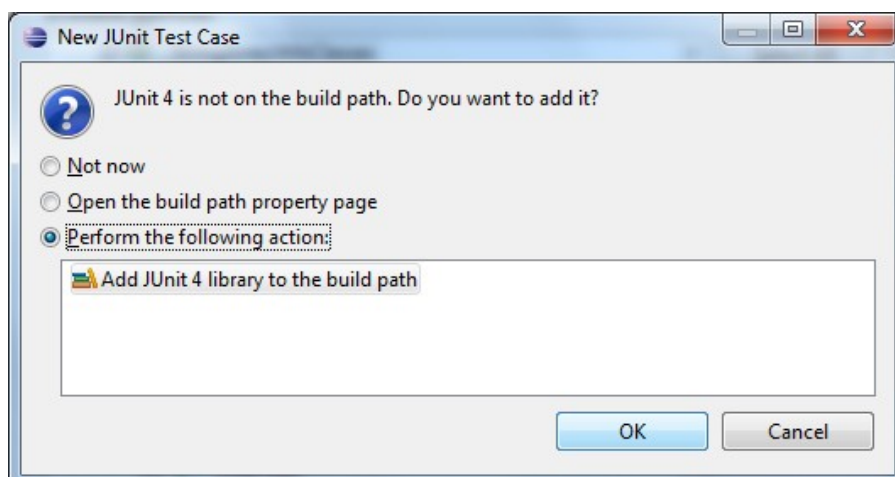 New JUnit Test Case
JUnit 4 is not on the build path. Do you want to add it?
Not now
Open the build path property page
Perform the following action:
Add JUnit 4 library to the build path
OK
Cancel